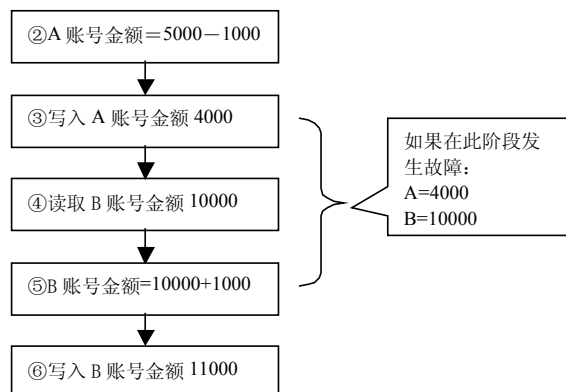 ②A 账号金额＝5000－1000
③写入 A 账号金额 4000
④读取 B 账号金额 10000
⑤B 账号金额=10000+1000
⑥写入 B 账号金额 11000
如果在此阶段发
生故障：
A=4000
B=10000